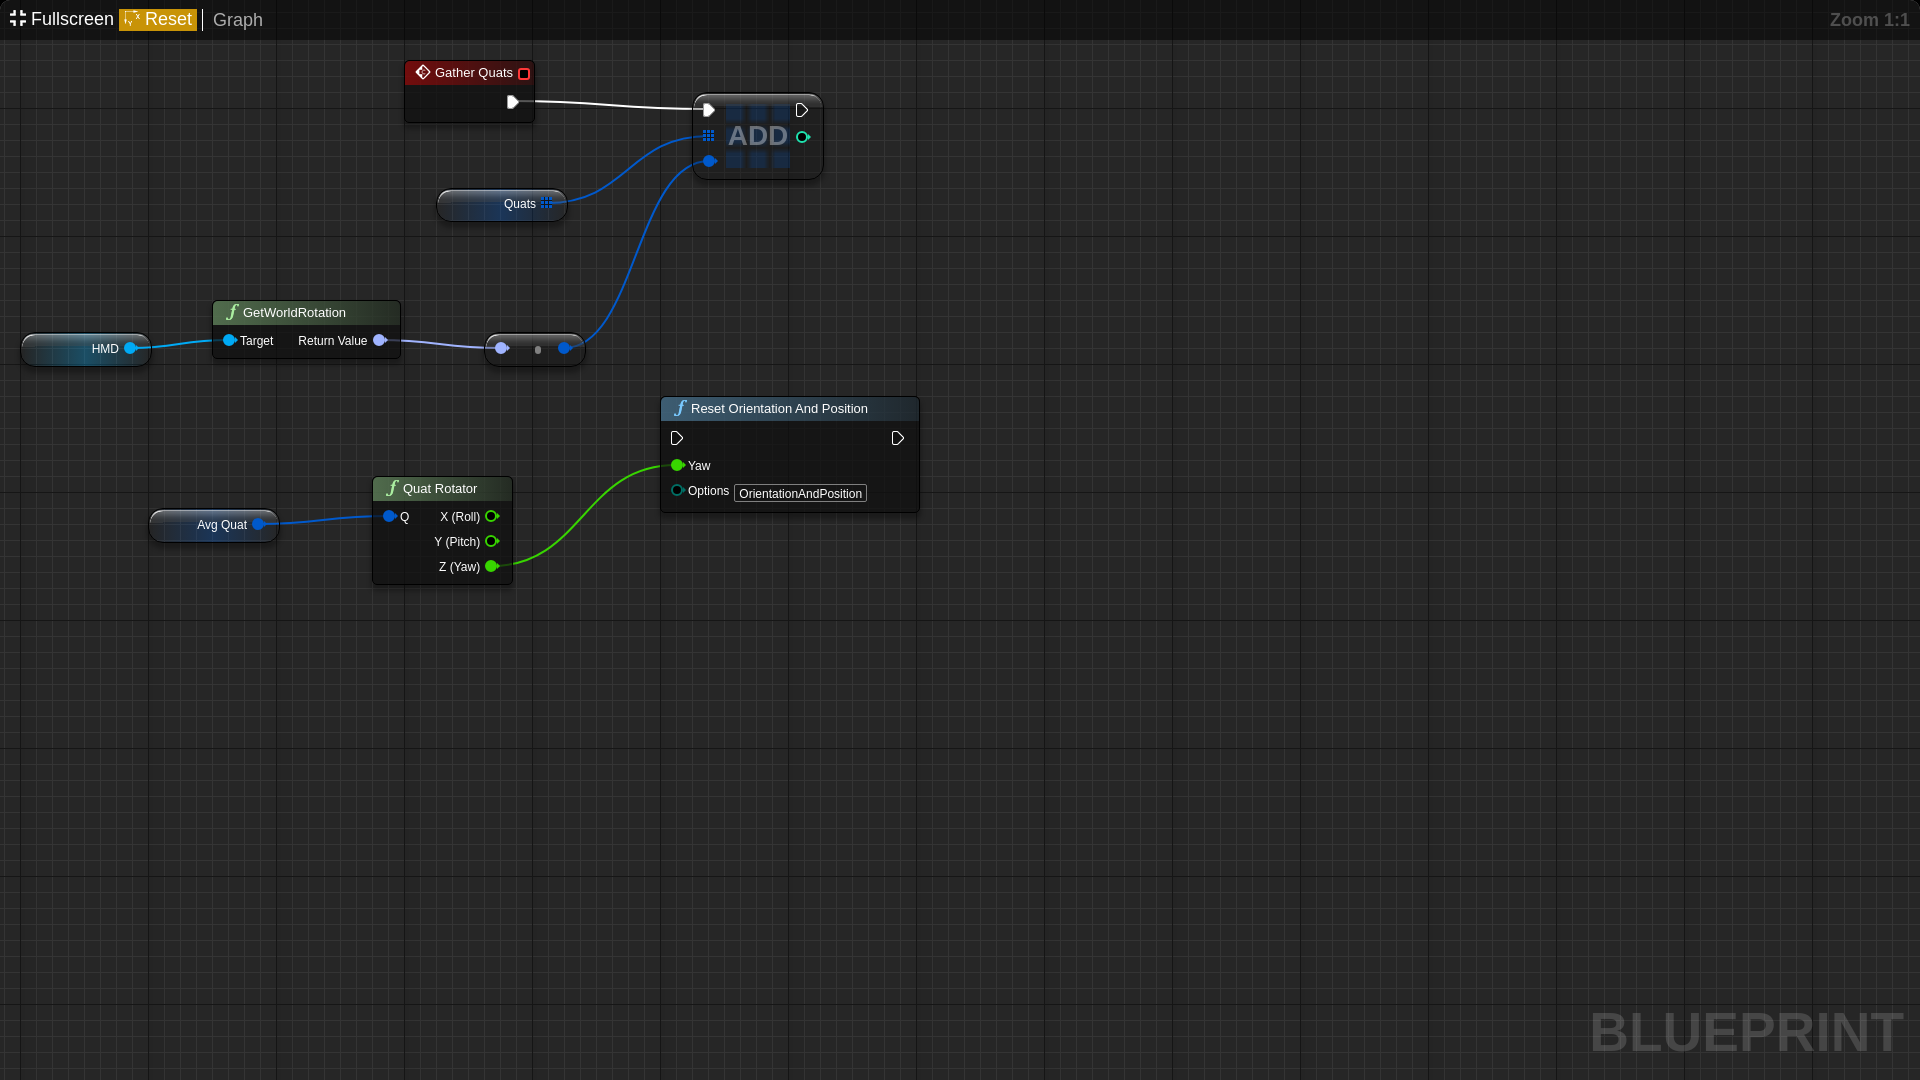 Fullscreen Reset Graph Zoom 1:1
Gather Quats
ADD
Quats
GetWorldRotation
HMD
Target Return Value
Reset Orientation And Position
Yaw
Options OrientationAndPosition
Quat Rotator
Avg Quat
Q X (Roll)
Y (Pitch)
Z (Yaw)
BLUEPRINT